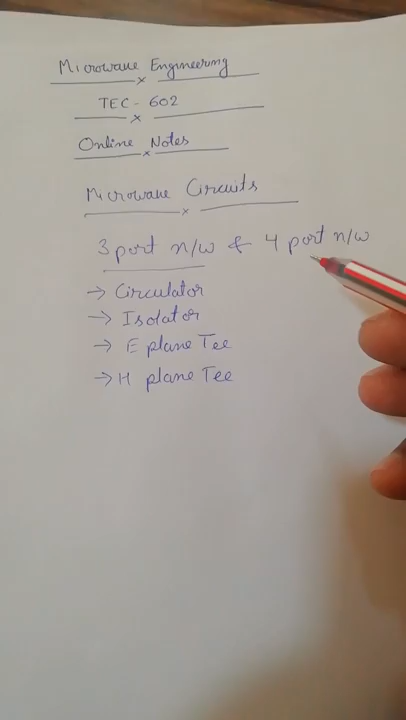 Microwave Engineering
TEC - 602
Online Notes
Microwave Circuits
3 port n/w & 4 port n/w
→ Circulator
→ Isolator
→ E plane Tee
→ H plane Tee